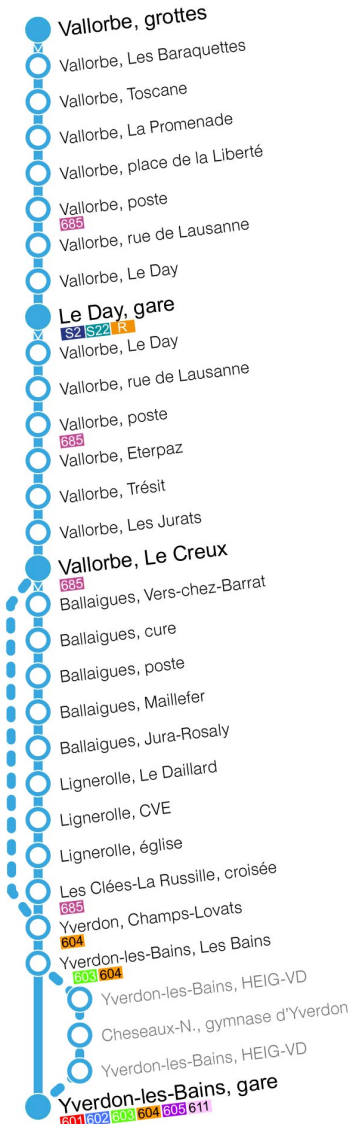 Vallorbe, grottes
Vallorbe, Les Baraquettes
Vallorbe, Toscane
Vallorbe, La Promenade
Vallorbe, place de la Liberté
Vallorbe, poste
685
Vallorbe, rue de Lausanne
Vallorbe, Le Day
Le Day, gare
S2 S22 R
Vallorbe, Le Day
Vallorbe, rue de Lausanne
Vallorbe, poste
685
Vallorbe, Eterpaz
Vallorbe, Trésit
Vallorbe, Les Jurats
Vallorbe, Le Creux
685
Ballaigues, Vers-chez-Barrat
Ballaigues, cure
Ballaigues, poste
Ballaigues, Maillefer
Ballaigues, Jura-Rosaly
Lignerolle, Le Daillard
Lignerolle, CVE
Lignerolle, église
Les Clées-La Russille, croisée
685
Yverdon, Champs-Lovats
604
Yverdon-les-Bains, Les Bains
603 604
Yverdon-les-Bains, HEIG-VD
Cheseaux-N., gymnase d'Yverdon
Yverdon-les-Bains, HEIG-VD
Yverdon-les-Bains, gare
601 602 603 604 605 611